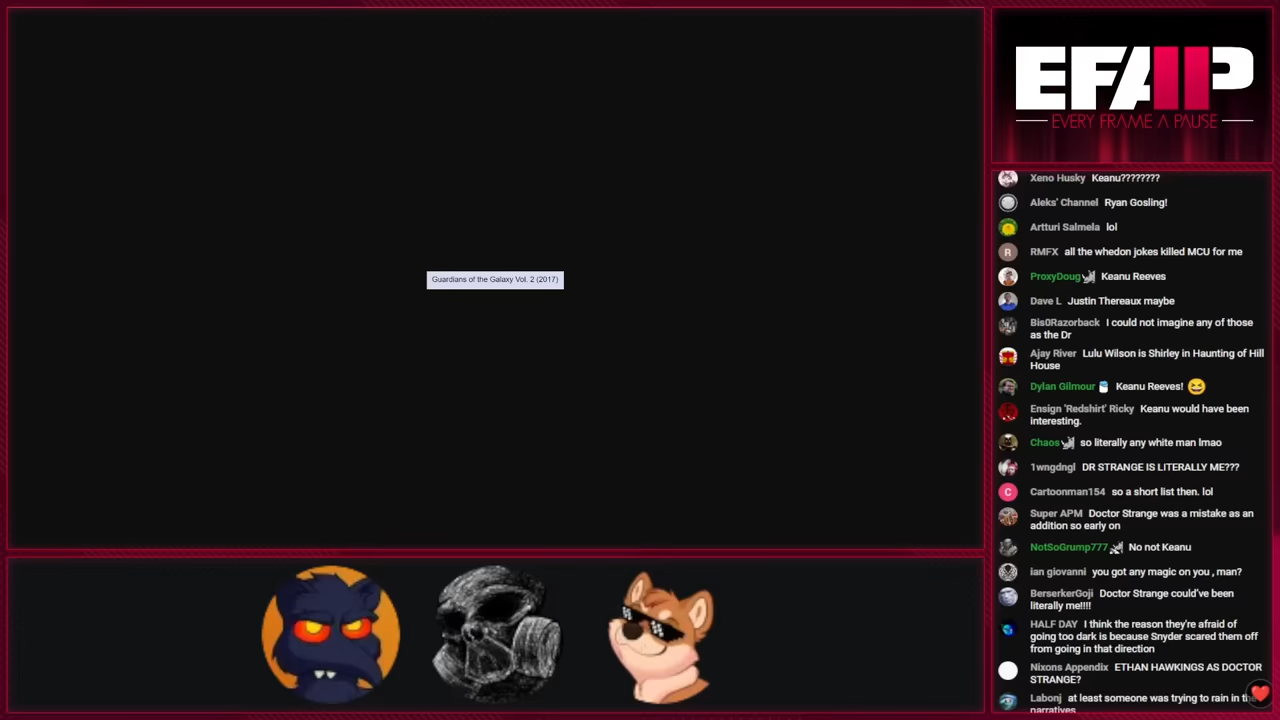 Guardians of the Galaxy Vol. 2 (2017)
EFAP
EVERY FRAME A PAUSE
Xeno Husky Keanu????????
Aleks' Channel Ryan Gosling!
Artturi Salmela lol
R RMFX all the whedon jokes killed MCU for me
ProxyDoug Keanu Reeves
Dave L Justin Thereaux maybe
Bis0Razorback I could not imagine any of those
as the Dr
Ajay River Lulu Wilson is Shirley in Haunting of Hill
House
Dylan Gilmour Keanu Reeves! 😆
Ensign 'Redshirt' Ricky Keanu would have been
interesting.
Chaos so literally any white man lmao
1wngdngl DR STRANGE IS LITERALLY ME???
C Cartoonman154 so a short list then. lol
Super APM Doctor Strange was a mistake as an
addition so early on
NotSoGrump777 No not Keanu
ian giovanni you got any magic on you , man?
BerserkerGoji Doctor Strange could've been
literally me!!!!
HALF DAY I think the reason they're afraid of
going too dark is because Snyder scared them off
from going in that direction
Nixons Appendix ETHAN HAWKINGS AS DOCTOR
STRANGE?
Labonj at least someone was trying to rain in the
narratives